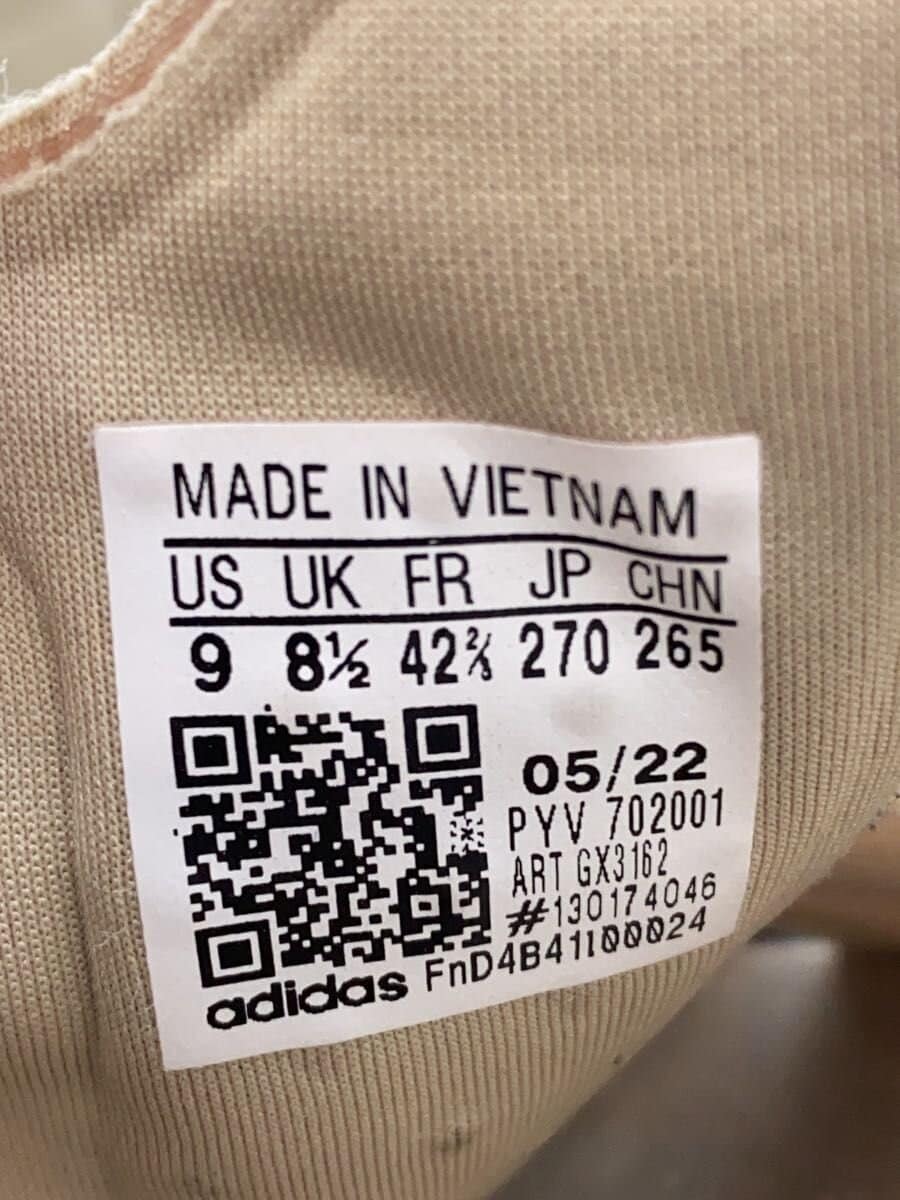 MADE IN VIETNAM
US UK FR JP CHN
9 8½ 42⅔ 270 265
05/22
PYV 702001
ART GX3162
#130174046
adidas FnD4B41l00024